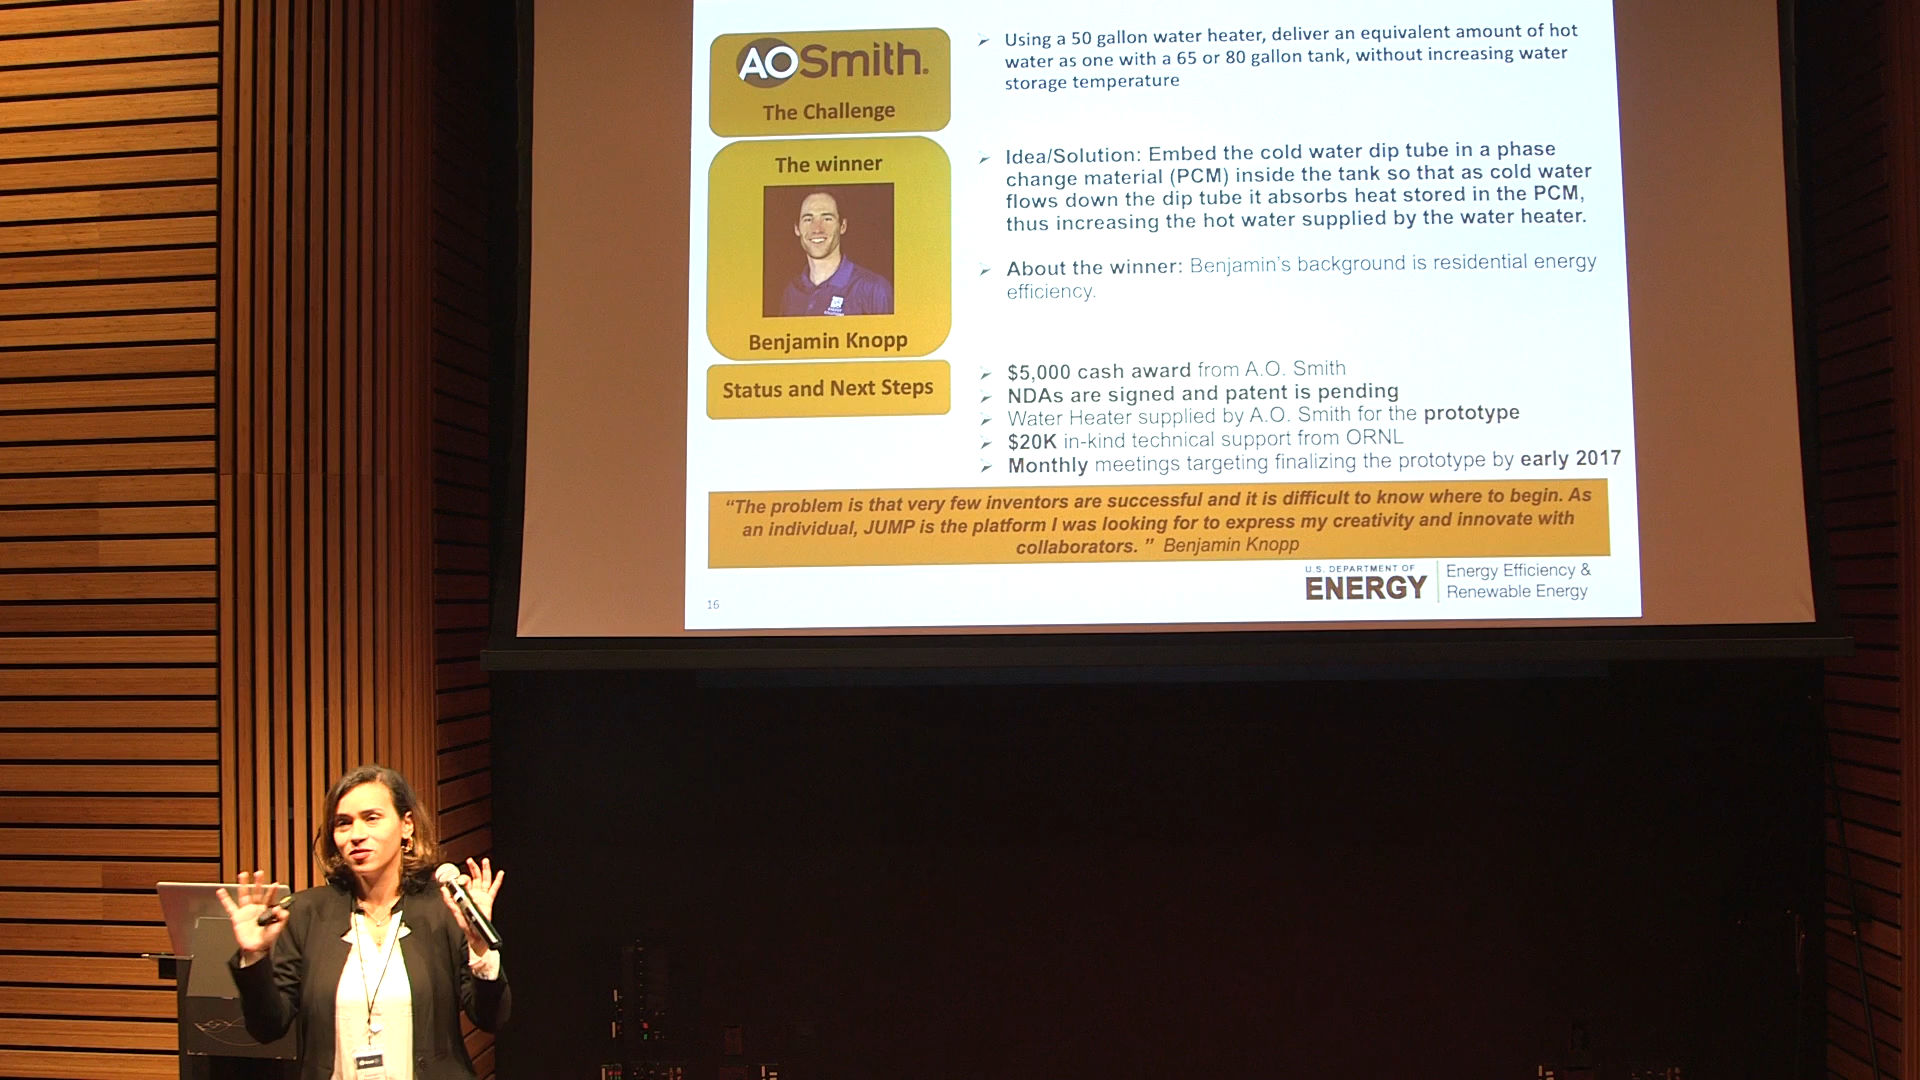 AOSmith.
The Challenge
Using a 50 gallon water heater, deliver an equivalent amount of hot
water as one with a 65 or 80 gallon tank, without increasing water
storage temperature
The winner
Benjamin Knopp
Idea/Solution: Embed the cold water dip tube in a phase
change material (PCM) inside the tank so that as cold water
flows down the dip tube it absorbs heat stored in the PCM,
thus increasing the hot water supplied by the water heater.
About the winner: Benjamin's background is residential energy
efficiency.
Status and Next Steps
$5,000 cash award from A.O. Smith
NDAs are signed and patent is pending
Water Heater supplied by A.O. Smith for the prototype
$20K in-kind technical support from ORNL
Monthly meetings targeting finalizing the prototype by early 2017
“The problem is that very few inventors are successful and it is difficult to know where to begin. As
an individual, JUMP is the platform I was looking for to express my creativity and innovate with
collaborators. ” Benjamin Knopp
U.S. DEPARTMENT OF
ENERGY
Energy Efficiency &
Renewable Energy
16